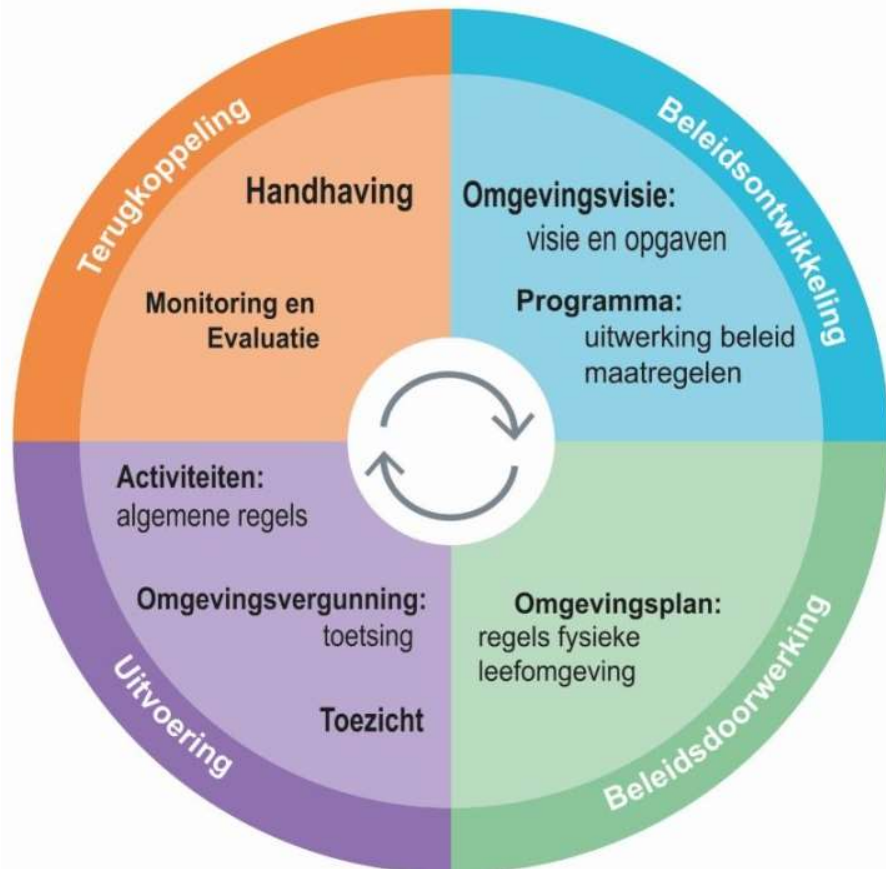 Terugkoppeling
Handhaving
Monitoring en
Evaluatie
Beleidsontwikkeling
Omgevingsvisie:
visie en opgaven
Programma:
uitwerking beleid
maatregelen
Beleidsdoorwerking
Omgevingsplan:
regels fysieke
leefomgeving
Uitvoering
Activiteiten:
algemene regels
Omgevingsvergunning:
toetsing
Toezicht